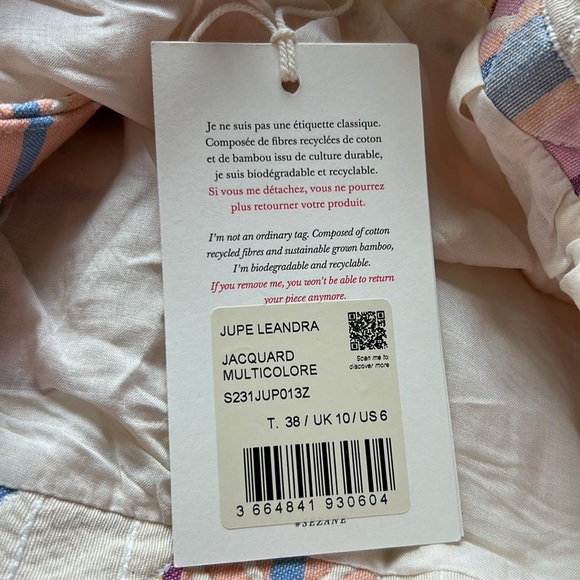 Je ne suis pas une étiquette classique.
Composée de fibres recyclées de coton
et de bambou issu de culture durable,
je suis biodégradable et recyclable.
Si vous me détachez, vous ne pourrez
plus retourner votre produit.
I'm not an ordinary tag. Composed of cotton
recycled fibres and sustainable grown bamboo,
I'm biodegradable and recyclable.
If you remove me, you won't be able to return
your piece anymore.
JUPE LEANDRA
JACQUARD
MULTICOLORE
S231JUP013Z
Scan me to
discover more
T. 38 / UK 10 / US 6
3 664841 930604
#SEZANE